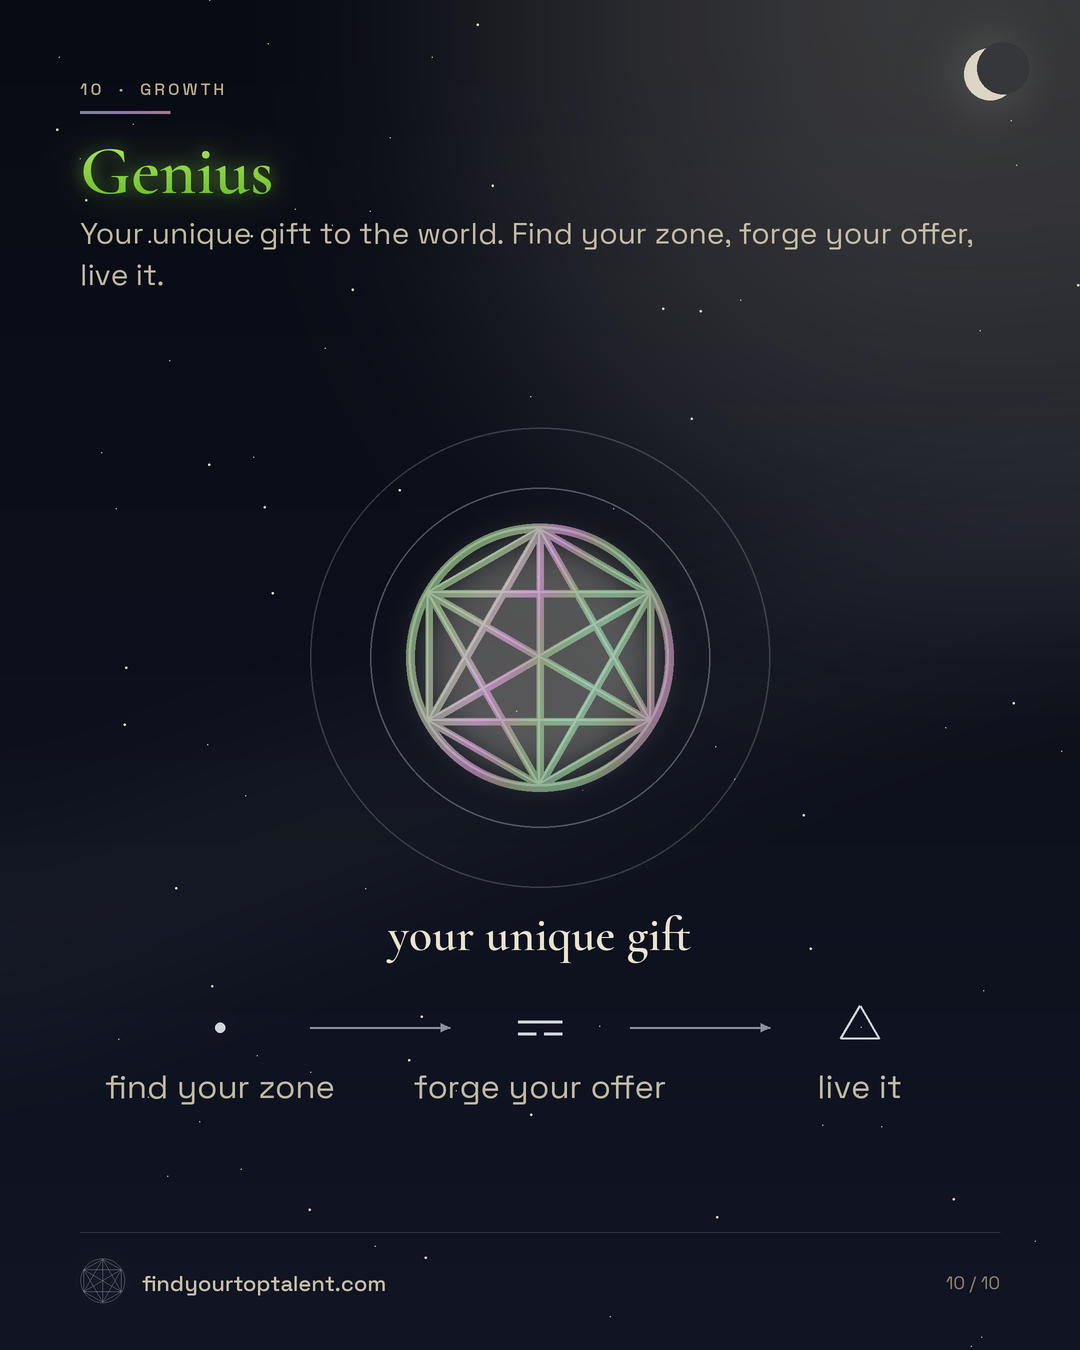 10 · GROWTH
Genius
Your unique gift to the world. Find your zone, forge your offer,
live it.
your unique gift
find your zone
forge your offer
live it
findyourtoptalent.com
10 / 10